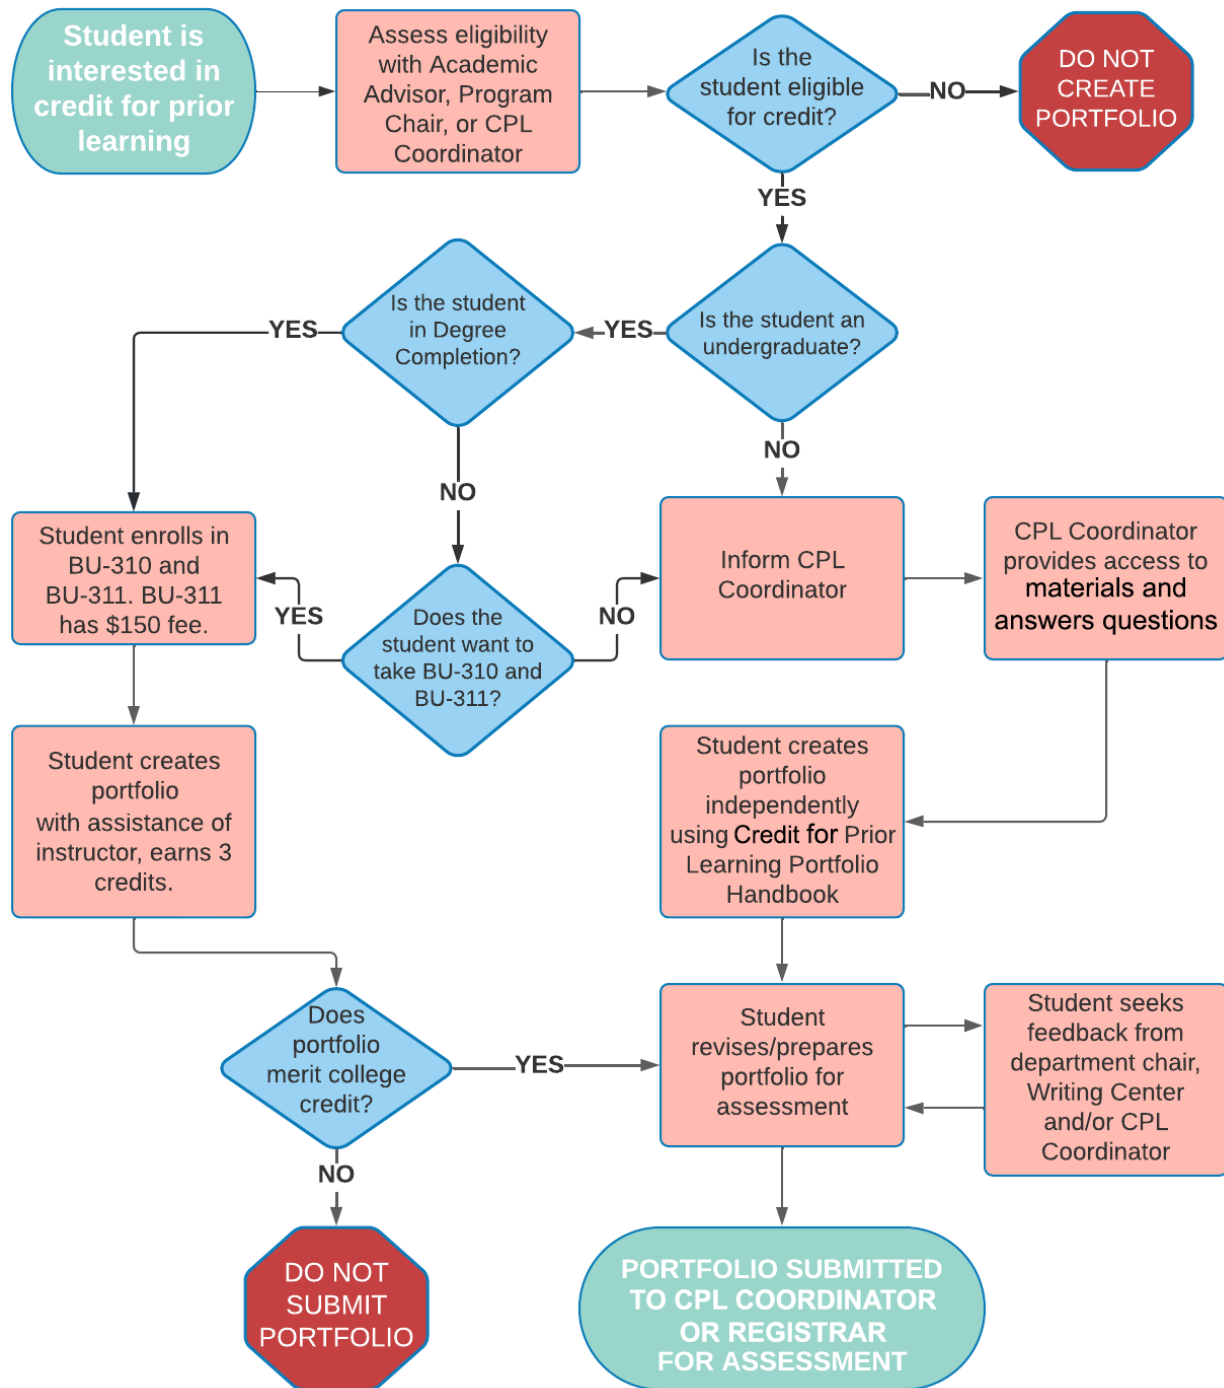 Student is
interested in
credit for prior
learning
Assess eligibility
with Academic
Advisor, Program
Chair, or CPL
Coordinator
Is the
student eligible
for credit?
NO
DO NOT
CREATE
PORTFOLIO
YES
Is the student an
undergraduate?
YES
Is the student
in Degree
Completion?
YES
NO
NO
Student enrolls in
BU-310 and
BU-311. BU-311
has $150 fee.
YES
Does the
student want to
take BU-310 and
BU-311?
NO
Inform CPL
Coordinator
CPL Coordinator
provides access to
materials and
answers questions
Student creates
portfolio
with assistance of
instructor, earns 3
credits.
Student creates
portfolio
independently
using Credit for Prior
Learning Portfolio
Handbook
Does
portfolio
merit college
credit?
YES
Student
revises/prepares
portfolio for
assessment
Student seeks
feedback from
department chair,
Writing Center
and/or CPL
Coordinator
NO
DO NOT
SUBMIT
PORTFOLIO
PORTFOLIO SUBMITTED
TO CPL COORDINATOR
OR REGISTRAR
FOR ASSESSMENT